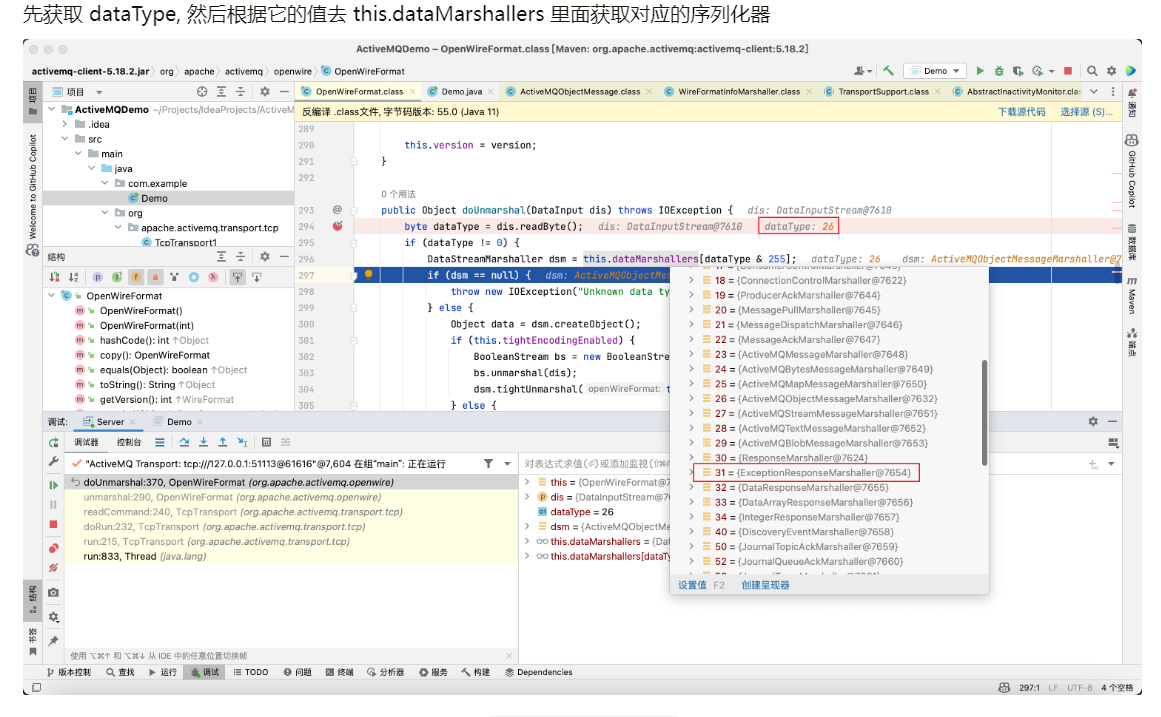 先获取 dataType, 然后根据它的值去 this.dataMarshallers 里面获取对应的序列化器
ActiveMQDemo – OpenWireFormat.class [Maven: org.apache.activemq:activemq-client:5.18.2]
activemq-client-5.18.2.jar › org › apache › activemq › openwire › OpenWireFormat
Demo
项目
OpenWireFormat.class
Demo.java
ActiveMQObjectMessage.class
WireFormatInfoMarshaller.class
TransportSupport.class
AbstractInactivityMonitor.clas
项目
Welcome to GitHub Copilot
结构
书签
通知
GitHub Copilot
数据库
Maven
端点
ActiveMQDemo ~/Projects/IdeaProjects/ActiveM
.idea
src
main
java
com.example
Demo
org
apache.activemq.transport.tcp
TcpTransport1
结构
OpenWireFormat
OpenWireFormat()
OpenWireFormat(int)
hashCode(): int ↑Object
copy(): OpenWireFormat
equals(Object): boolean ↑Object
toString(): String ↑Object
getVersion(): int ↑WireFormat
反编译 .class文件, 字节码版本: 55.0 (Java 11)
下载源代码
选择源 (S)...
289
290 this.version = version;
291 }
292
0 个用法
293 @ public Object doUnmarshal(DataInput dis) throws IOException { dis: DataInputStream@7610
294 byte dataType = dis.readByte(); dis: DataInputStream@7610 dataType: 26
295 if (dataType != 0) {
296 DataStreamMarshaller dsm = this.dataMarshallers[dataType & 255]; dataType: 26 dsm: ActiveMQObjectMessageMarshaller@7
297 if (dsm == null) { dsm: ActiveMQObjectMes
298 throw new IOException("Unknown data ty
299 } else {
300 Object data = dsm.createObject();
301 if (this.tightEncodingEnabled) {
302 BooleanStream bs = new BooleanStre
303 bs.unmarshal(dis);
304 dsm.tightUnmarshal( openWireFormat: t
305 } else {
17 = {ConsumerControlMarshaller@
18 = {ConnectionControlMarshaller@7622}
19 = {ProducerAckMarshaller@7644}
20 = {MessagePullMarshaller@7645}
21 = {MessageDispatchMarshaller@7646}
22 = {MessageAckMarshaller@7647}
23 = {ActiveMQMessageMarshaller@7648}
24 = {ActiveMQBytesMessageMarshaller@7649}
25 = {ActiveMQMapMessageMarshaller@7650}
26 = {ActiveMQObjectMessageMarshaller@7632}
27 = {ActiveMQStreamMessageMarshaller@7651}
28 = {ActiveMQTextMessageMarshaller@7652}
29 = {ActiveMQBlobMessageMarshaller@7653}
30 = {ResponseMarshaller@7624}
31 = {ExceptionResponseMarshaller@7654}
32 = {DataResponseMarshaller@7655}
33 = {DataArrayResponseMarshaller@7656}
34 = {IntegerResponseMarshaller@7657}
40 = {DiscoveryEventMarshaller@7658}
50 = {JournalTopicAckMarshaller@7659}
52 = {JournalQueueAckMarshaller@7660}
设置值 F2 创建呈现器
调试: Server Demo
调试器 控制台
"ActiveMQ Transport: tcp:///127.0.0.1:51113@61616"@7,604 在组"main": 正在运行
doUnmarshal:370, OpenWireFormat (org.apache.activemq.openwire)
unmarshal:290, OpenWireFormat (org.apache.activemq.openwire)
readCommand:240, TcpTransport (org.apache.activemq.transport.tcp)
doRun:232, TcpTransport (org.apache.activemq.transport.tcp)
run:215, TcpTransport (org.apache.activemq.transport.tcp)
run:833, Thread (java.lang)
使用 ⌥⌘↑ 和 ⌥⌘↓ 从 IDE 中的任意位置切换帧
对表达式求值(⏎)或添加监视(⇧⌘⏎
this = {OpenWireFormat@7
dis = {DataInputStream@76
dataType = 26
dsm = {ActiveMQObjectMe
this.dataMarshallers = {Dat
this.dataMarshallers[dataTy
版本控制 查找 运行 调试 TODO 问题 终端 分析器 服务 构建 Dependencies
297:1 LF UTF-8 4 个空格